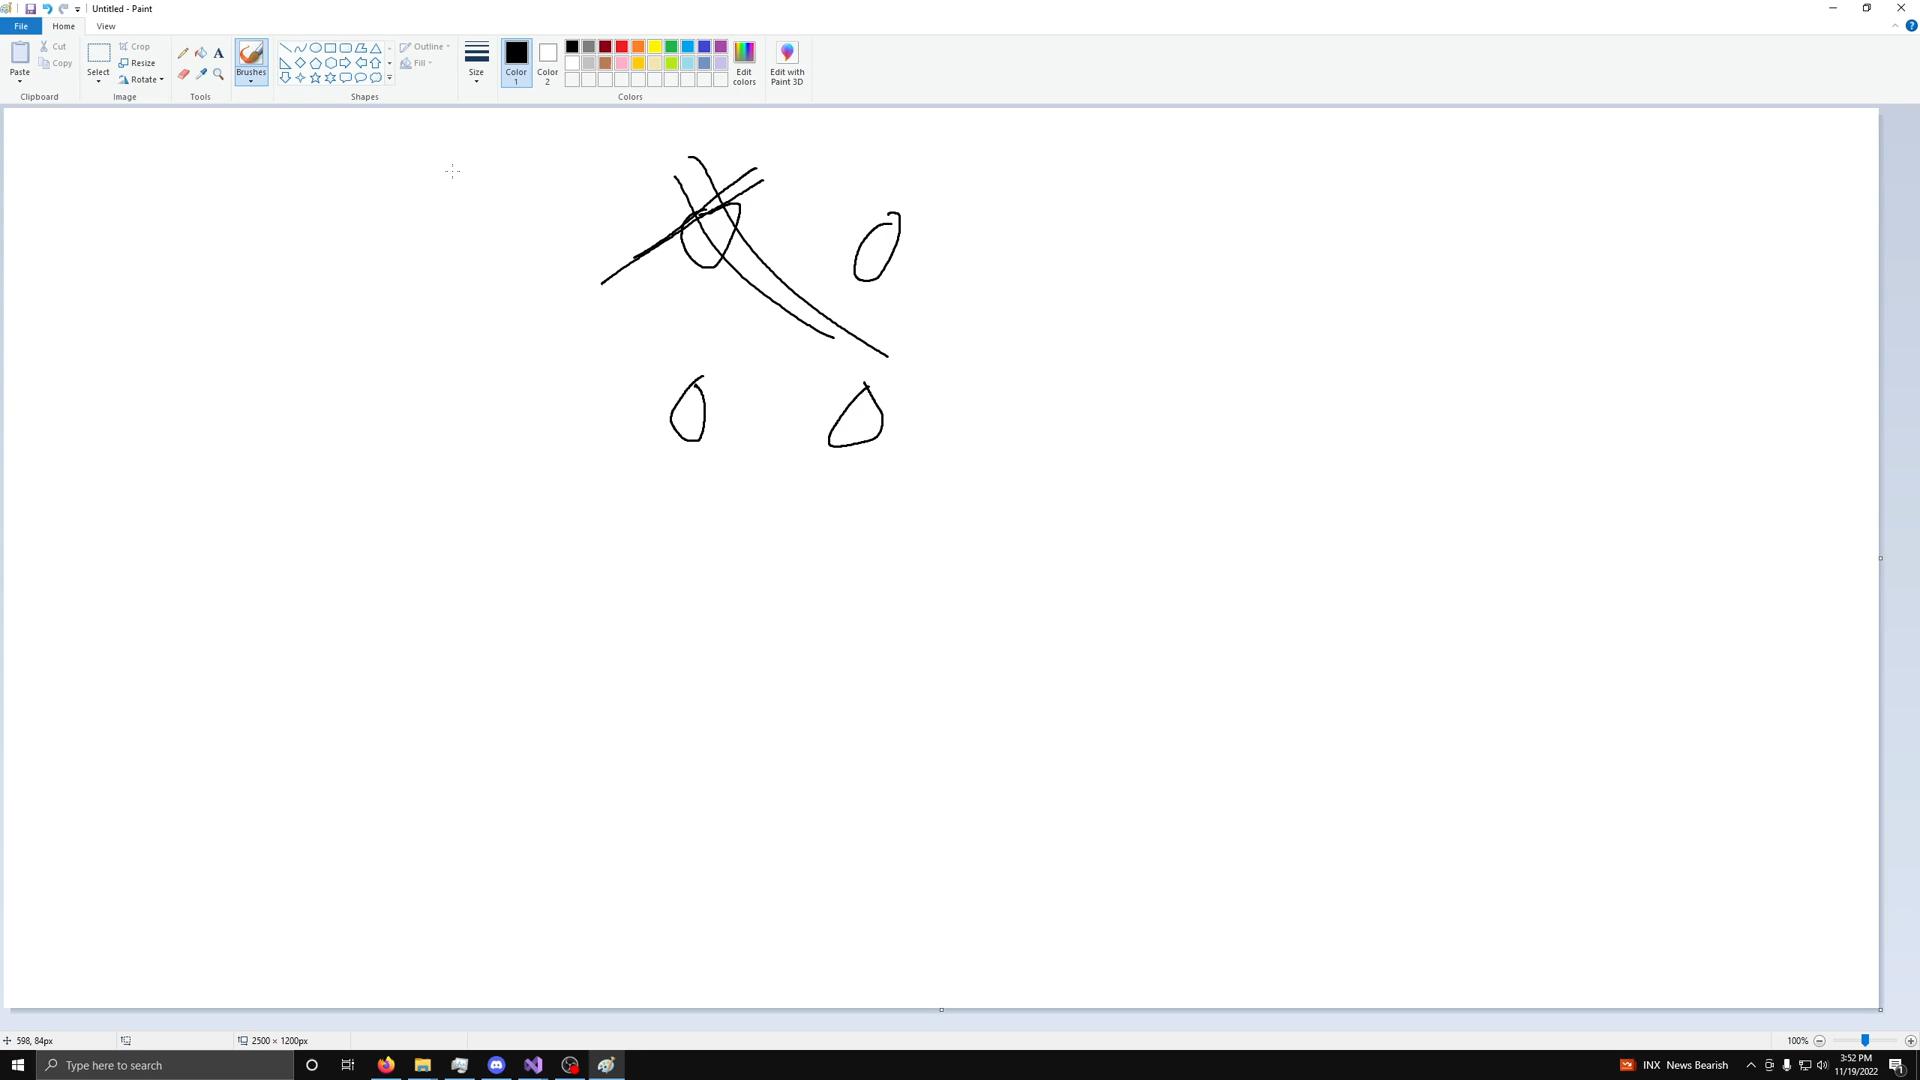 Untitled - Paint
File Home View
Paste Cut Copy Clipboard
Select Crop Resize Rotate Image
A Tools
Brushes
Shapes Outline Fill
Size
Color 1 Color 2 Colors
Edit colors
Edit with Paint 3D
598, 84px 2500 × 1200px 100%
Type here to search
INX News Bearish
3:52 PM
11/19/2022
1